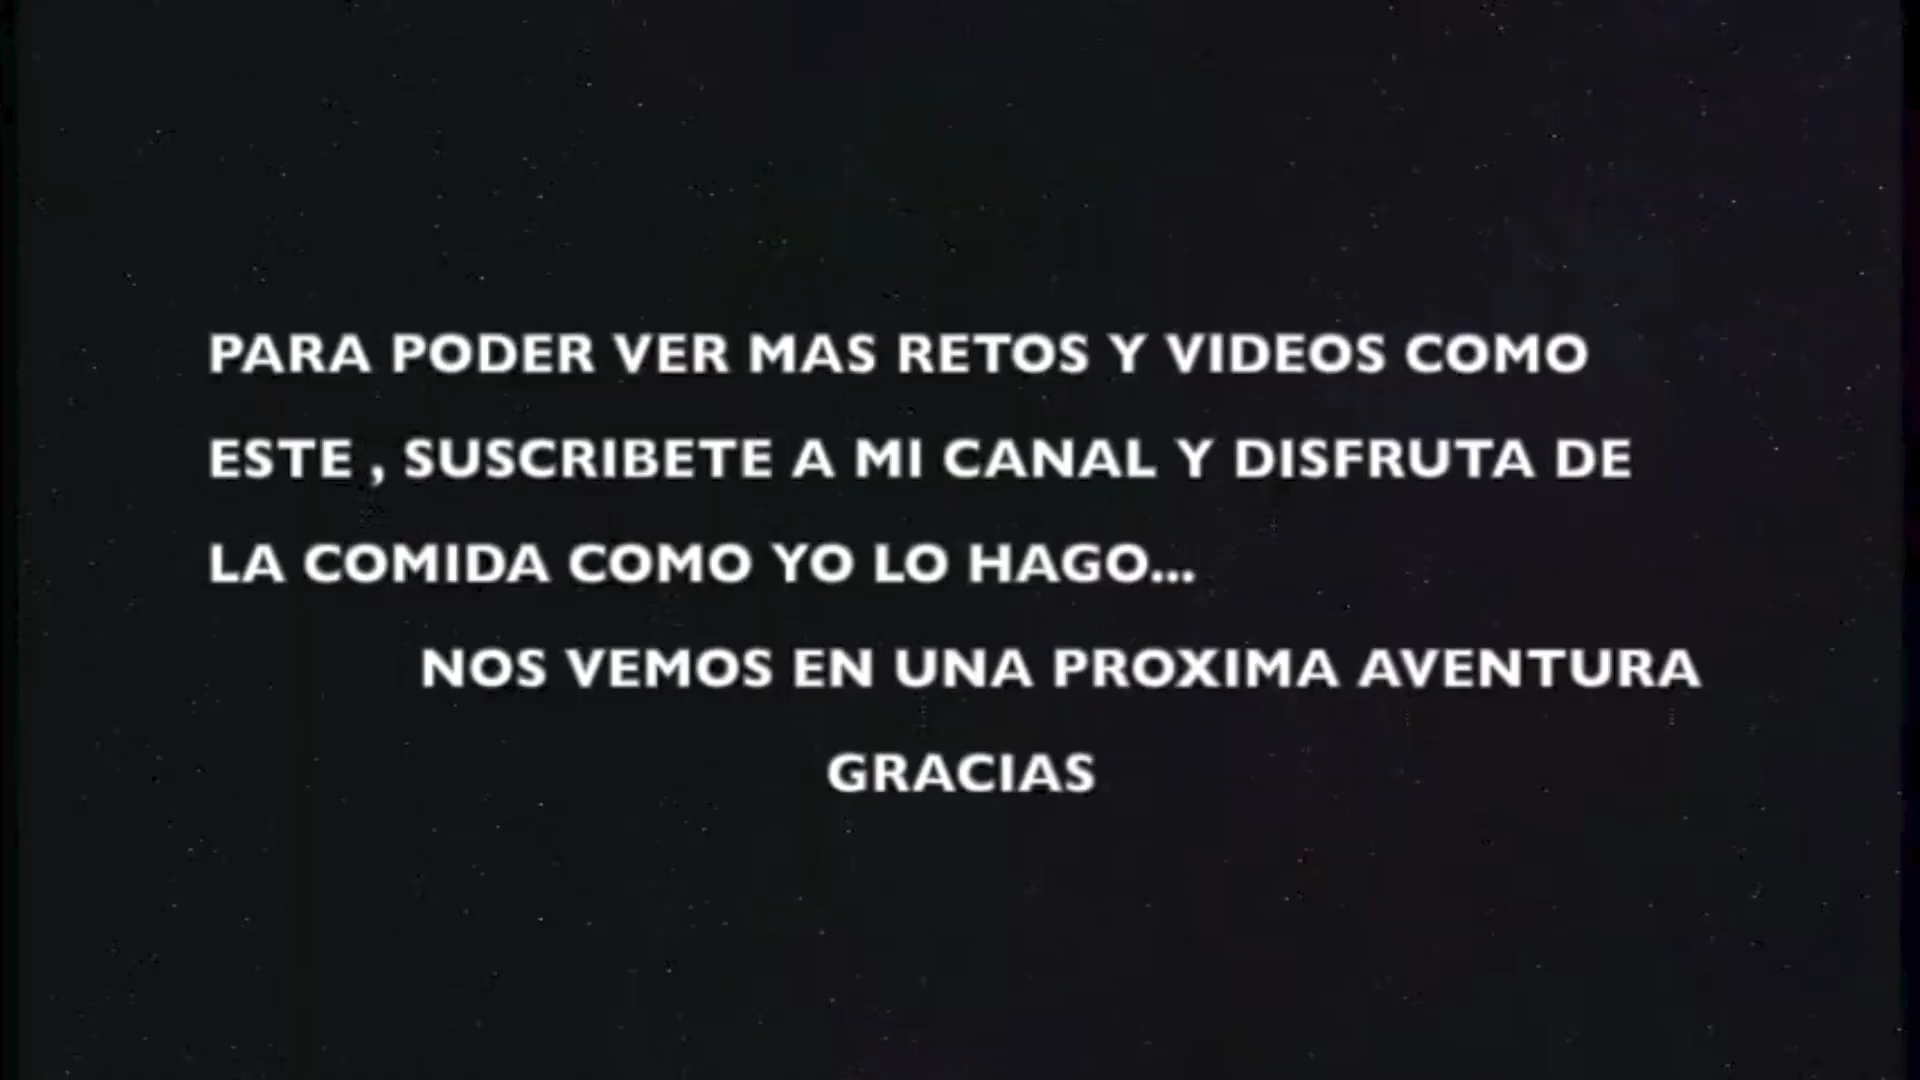 PARA PODER VER MAS RETOS Y VIDEOS COMO
ESTE , SUSCRIBETE A MI CANAL Y DISFRUTA DE
LA COMIDA COMO YO LO HAGO...
NOS VEMOS EN UNA PROXIMA AVENTURA
GRACIAS